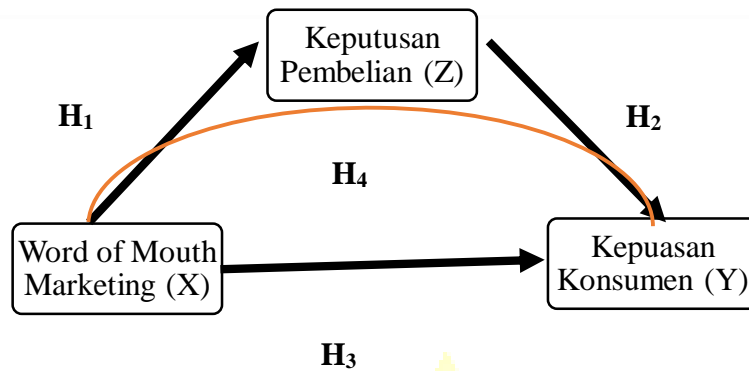 Keputusan
Pembelian (Z)
H₁
H₂
H₄
Word of Mouth
Marketing (X)
Kepuasan
Konsumen (Y)
H₃